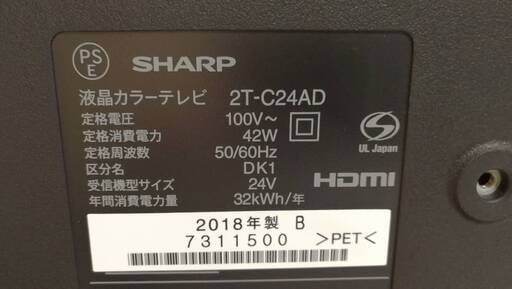 PS
E
SHARP
液晶カラーテレビ 2T-C24AD
定格電圧 100V～
定格消費電力 42W
定格周波数 50/60Hz
区分名 DK1
受信機型サイズ 24V
年間消費電力量 32kWh/年
S
UL Japan
HDMI
2018年製 B
7311500 >PET<